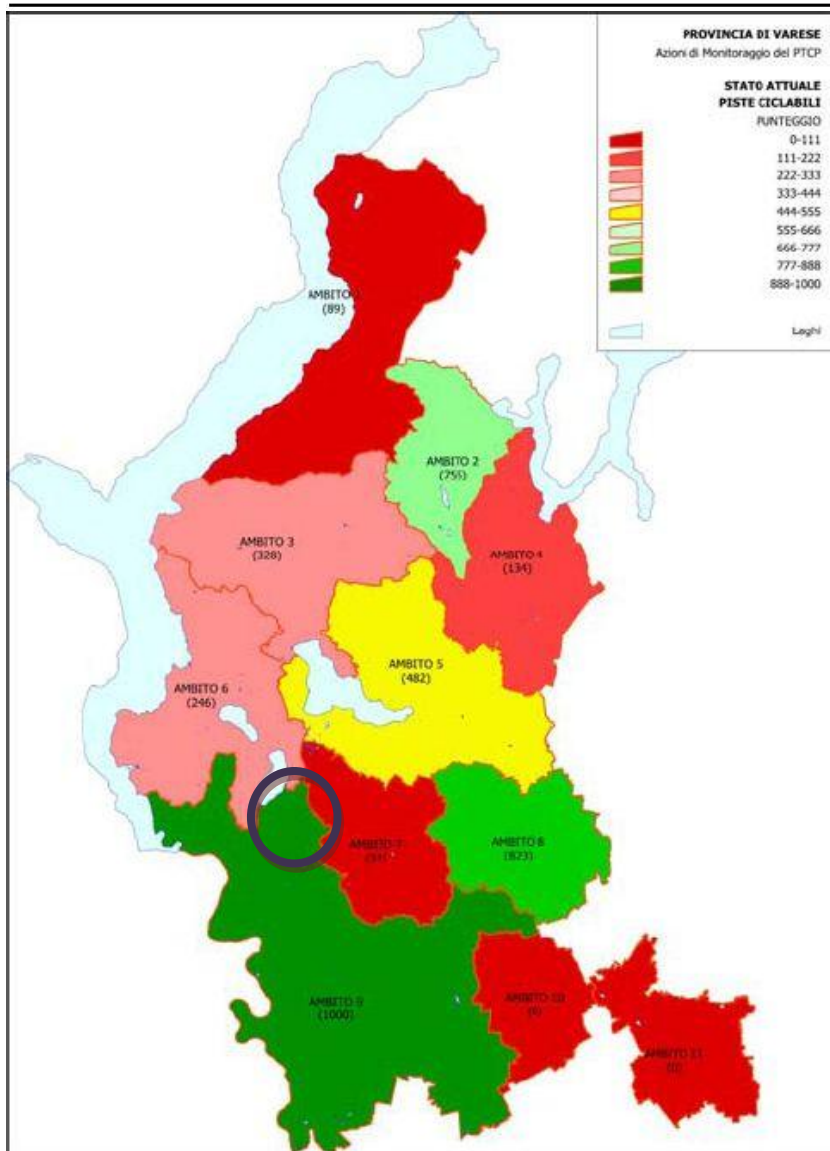 PROVINCIA DI VARESE
Azioni di Monitoraggio del PTCP
STATO ATTUALE
PISTE CICLABILI
PUNTEGGIO
0-111
111-222
222-333
333-444
444-555
555-666
666-777
777-888
888-1000
Laghi
AMBITO
(89)
AMBITO 2
(755)
AMBITO 3
(328)
AMBITO 4
(134)
AMBITO 5
(482)
AMBITO 6
(246)
AMBITO 7
AMBITO 8
(823)
AMBITO 9
(1000)
AMBITO 10
AMBITO 11
(0)